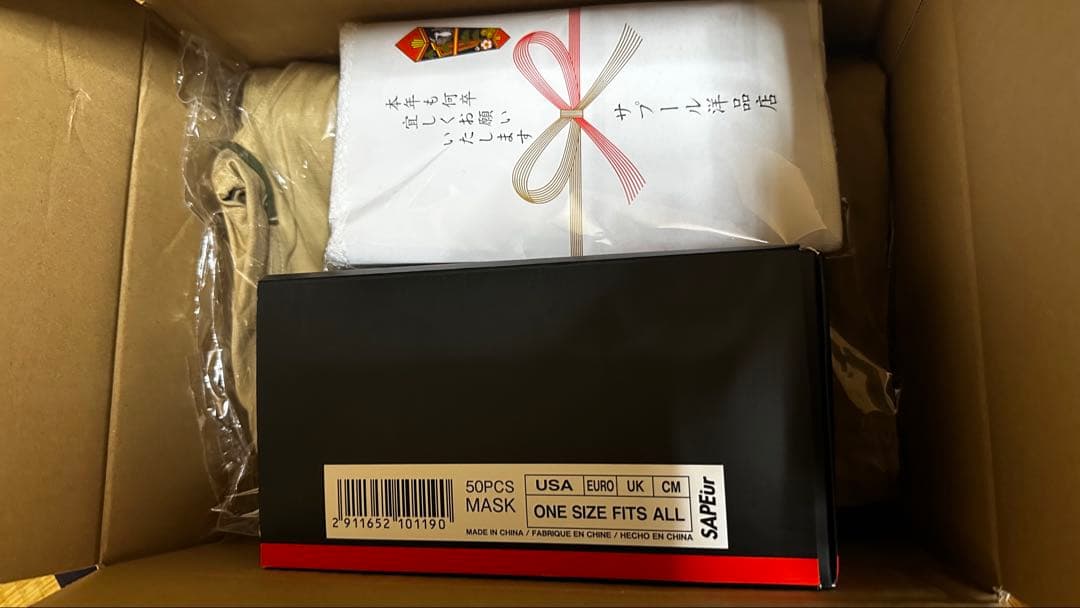 本年も何卒
宜しくお願い
いたします
サプール洋品店
50PCS
MASK
USA EURO UK CM
ONE SIZE FITS ALL
2 911652 101190
MADE IN CHINA / FABRIQUE EN CHINE / HECHO EN CHINA
SAPEür